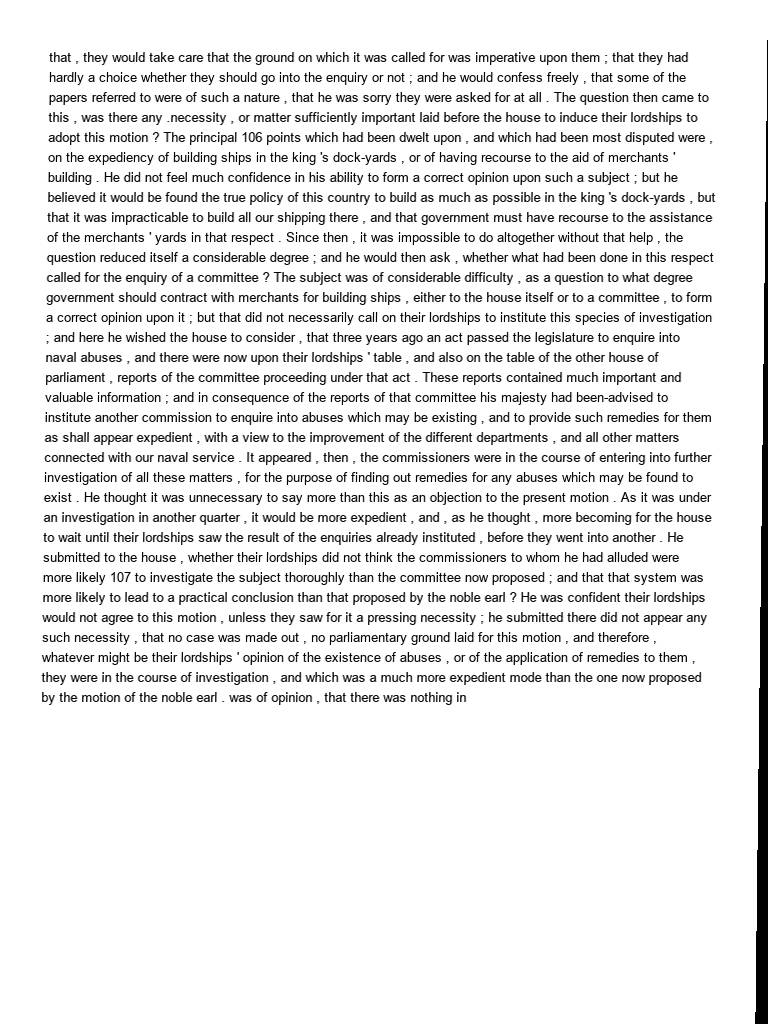 that , they would take care that the ground on which it was called for was imperative upon them ; that they had
hardly a choice whether they should go into the enquiry or not ; and he would confess freely , that some of the
papers referred to were of such a nature , that he was sorry they were asked for at all . The question then came to
this , was there any .necessity , or matter sufficiently important laid before the house to induce their lordships to
adopt this motion ? The principal 106 points which had been dwelt upon , and which had been most disputed were ,
on the expediency of building ships in the king 's dock-yards , or of having recourse to the aid of merchants '
building . He did not feel much confidence in his ability to form a correct opinion upon such a subject ; but he
believed it would be found the true policy of this country to build as much as possible in the king 's dock-yards , but
that it was impracticable to build all our shipping there , and that government must have recourse to the assistance
of the merchants ' yards in that respect . Since then , it was impossible to do altogether without that help , the
question reduced itself a considerable degree ; and he would then ask , whether what had been done in this respect
called for the enquiry of a committee ? The subject was of considerable difficulty , as a question to what degree
government should contract with merchants for building ships , either to the house itself or to a committee , to form
a correct opinion upon it ; but that did not necessarily call on their lordships to institute this species of investigation
; and here he wished the house to consider , that three years ago an act passed the legislature to enquire into
naval abuses , and there were now upon their lordships ' table , and also on the table of the other house of
parliament , reports of the committee proceeding under that act . These reports contained much important and
valuable information ; and in consequence of the reports of that committee his majesty had been-advised to
institute another commission to enquire into abuses which may be existing , and to provide such remedies for them
as shall appear expedient , with a view to the improvement of the different departments , and all other matters
connected with our naval service . It appeared , then , the commissioners were in the course of entering into further
investigation of all these matters , for the purpose of finding out remedies for any abuses which may be found to
exist . He thought it was unnecessary to say more than this as an objection to the present motion . As it was under
an investigation in another quarter , it would be more expedient , and , as he thought , more becoming for the house
to wait until their lordships saw the result of the enquiries already instituted , before they went into another . He
submitted to the house , whether their lordships did not think the commissioners to whom he had alluded were
more likely 107 to investigate the subject thoroughly than the committee now proposed ; and that that system was
more likely to lead to a practical conclusion than that proposed by the noble earl ? He was confident their lordships
would not agree to this motion , unless they saw for it a pressing necessity ; he submitted there did not appear any
such necessity , that no case was made out , no parliamentary ground laid for this motion , and therefore ,
whatever might be their lordships ' opinion of the existence of abuses , or of the application of remedies to them ,
they were in the course of investigation , and which was a much more expedient mode than the one now proposed
by the motion of the noble earl . was of opinion , that there was nothing in